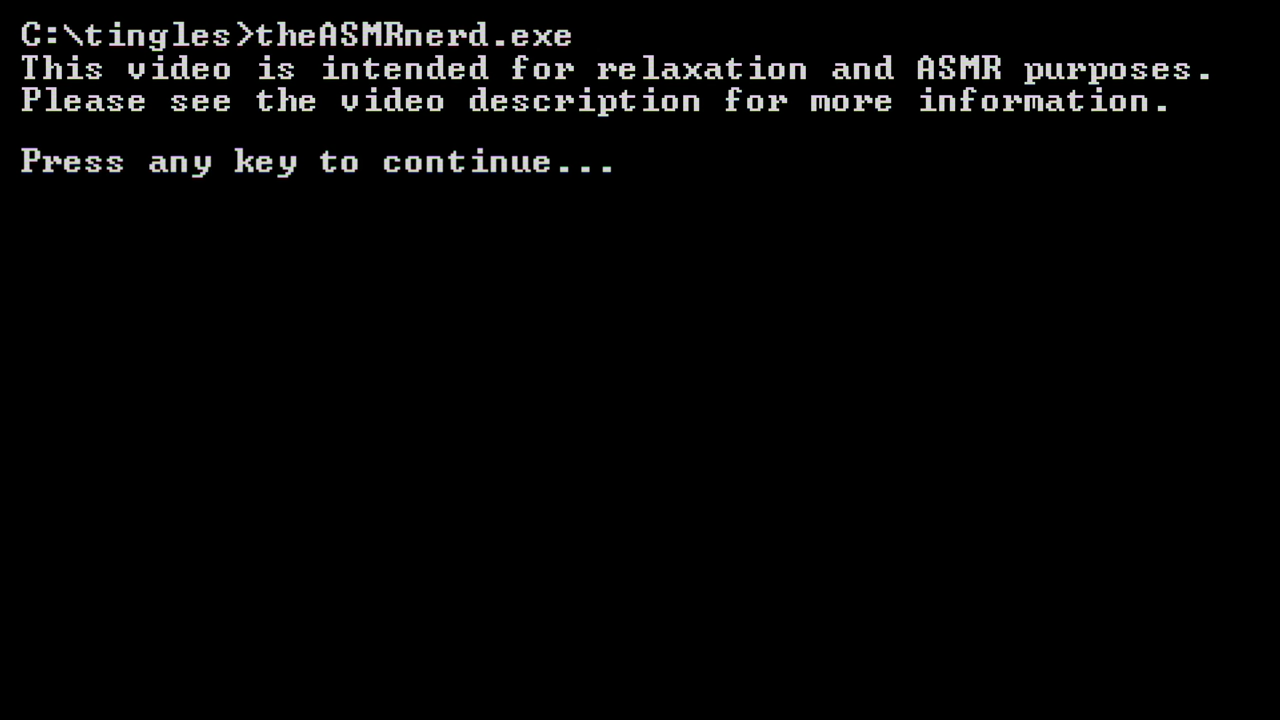 C:\tingles>theASMRnerd.exe
This video is intended for relaxation and ASMR purposes.
Please see the video description for more information.
Press any key to continue...